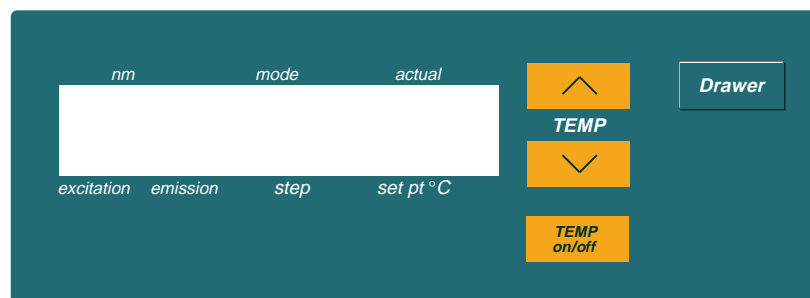 nm mode actual
Drawer
TEMP
excitation emission step set pt °C
TEMP
on/off